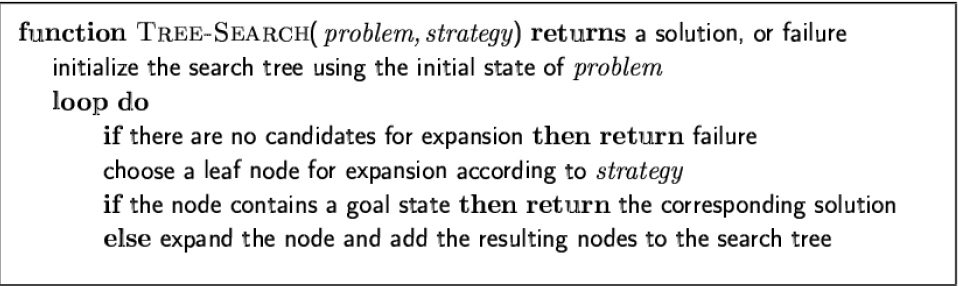 function TREE-SEARCH( problem, strategy) returns a solution, or failure
initialize the search tree using the initial state of problem
loop do
if there are no candidates for expansion then return failure
choose a leaf node for expansion according to strategy
if the node contains a goal state then return the corresponding solution
else expand the node and add the resulting nodes to the search tree